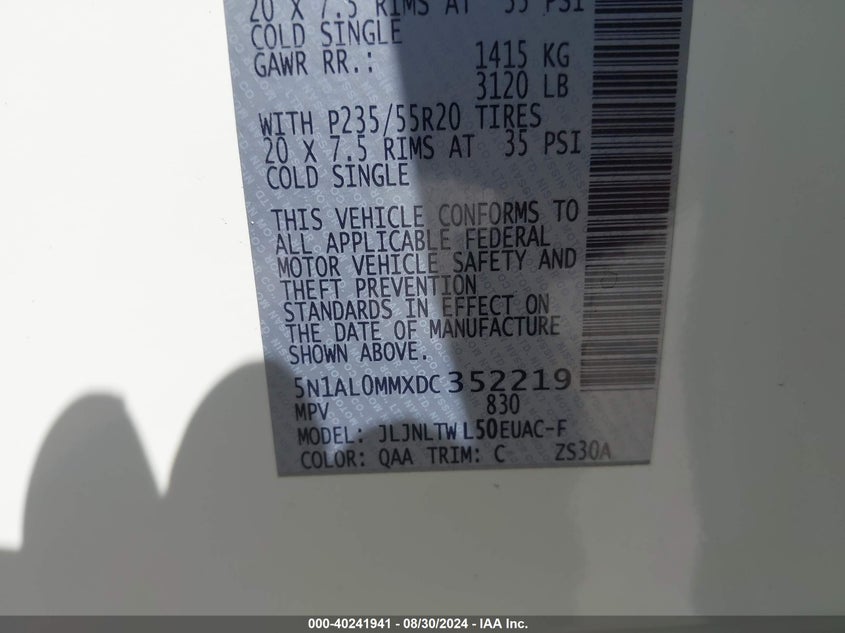 20 X 7.5 RIMS AT 35 PSI
COLD SINGLE
GAWR RR.: 1415 KG
3120 LB
WITH P235/55R20 TIRES
20 X 7.5 RIMS AT 35 PSI
COLD SINGLE
THIS VEHICLE CONFORMS TO
ALL APPLICABLE FEDERAL
MOTOR VEHICLE SAFETY AND
THEFT PREVENTION
STANDARDS IN EFFECT ON
THE DATE OF MANUFACTURE
SHOWN ABOVE.
5N1AL0MMXDC352219
MPV 830
MODEL: JLJNLTWL50EUAC-F
COLOR: QAA TRIM: C ZS30A
000-40241941 - 08/30/2024 - IAA Inc.